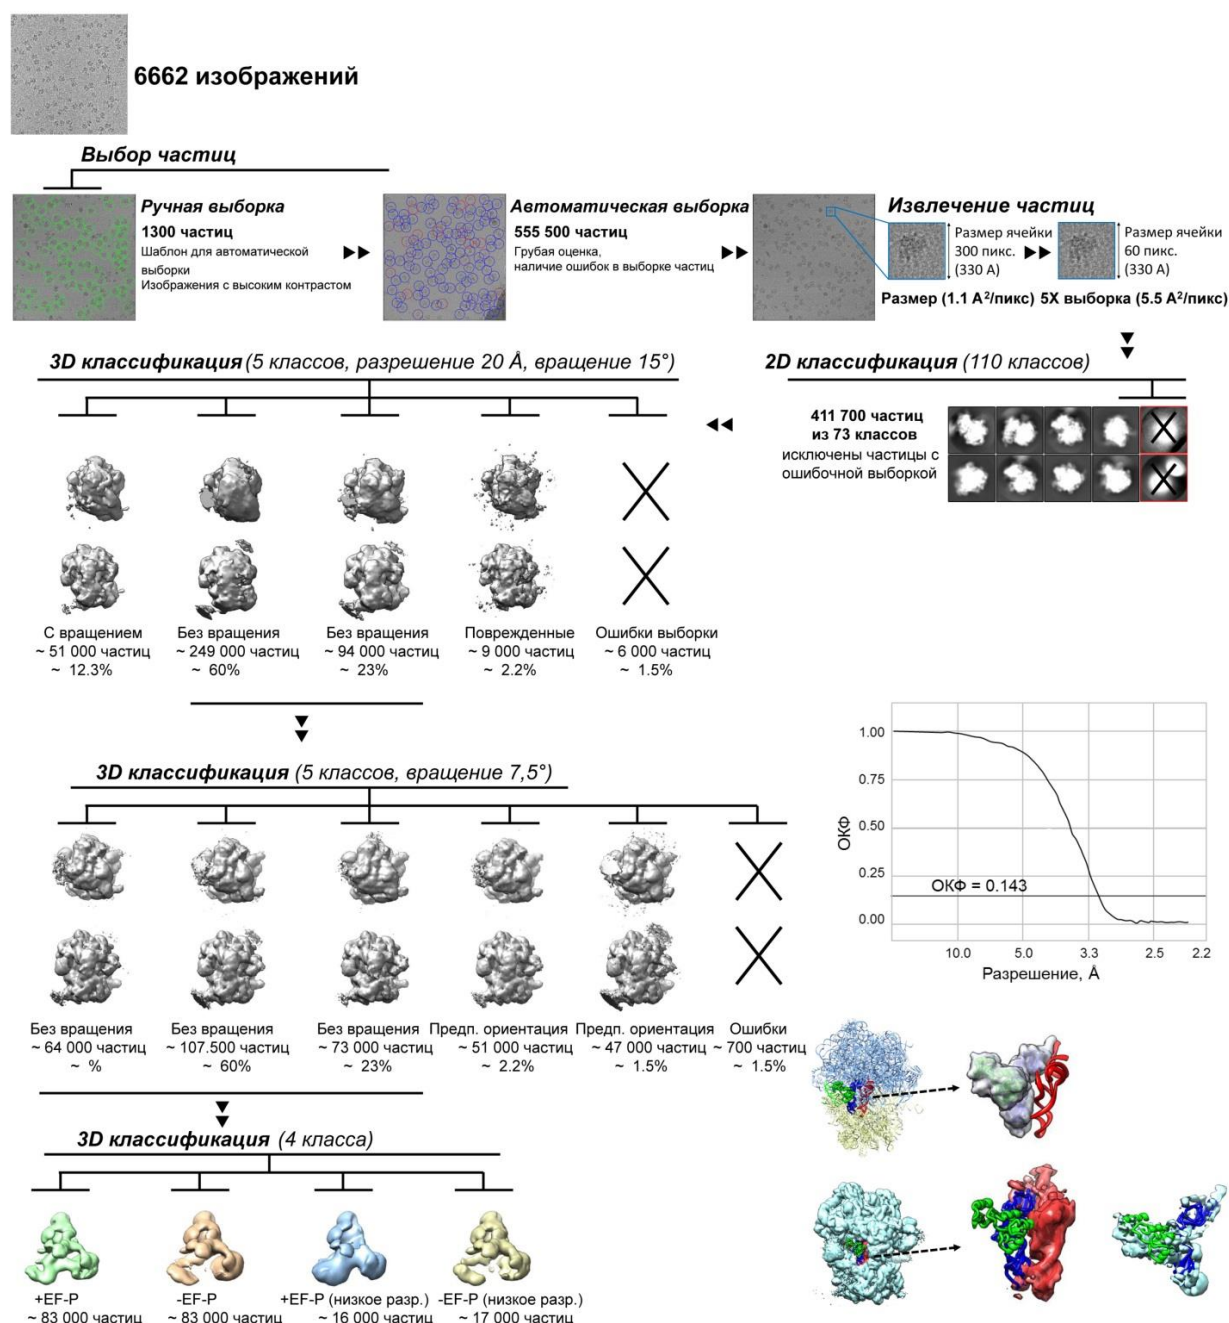 6662 изображений
Выбор частиц
Ручная выборка
1300 частиц
Шаблон для автоматической
выборки
Изображения с высоким контрастом
Автоматическая выборка
555 500 частиц
Грубая оценка,
наличие ошибок в выборке частиц
Извлечение частиц
Размер ячейки
300 пикс.
(330 А)
Размер ячейки
60 пикс.
(330 А)
Размер (1.1 А²/пикс) 5X выборка (5.5 А²/пикс)
3D классификация (5 классов, разрешение 20 Å, вращение 15°)
2D классификация (110 классов)
411 700 частиц
из 73 классов
исключены частицы с
ошибочной выборкой
С вращением
~ 51 000 частиц
~ 12.3%
Без вращения
~ 249 000 частиц
~ 60%
Без вращения
~ 94 000 частиц
~ 23%
Поврежденные
~ 9 000 частиц
~ 2.2%
Ошибки выборки
~ 6 000 частиц
~ 1.5%
3D классификация (5 классов, вращение 7,5°)
Без вращения
~ 64 000 частиц
~ %
Без вращения
~ 107.500 частиц
~ 60%
Без вращения
~ 73 000 частиц
~ 23%
Предп. ориентация
~ 51 000 частиц
~ 2.2%
Предп. ориентация
~ 47 000 частиц
~ 1.5%
Ошибки
~ 700 частиц
~ 1.5%
1.00
0.75
0.50
0.25
0.00
ОКФ
ОКФ = 0.143
10.0 5.0 3.3 2.5 2.2
Разрешение, Å
3D классификация (4 класса)
+EF-P
~ 83 000 частиц
-EF-P
~ 83 000 частиц
+EF-P (низкое разр.)
~ 16 000 частиц
-EF-P (низкое разр.)
~ 17 000 частиц